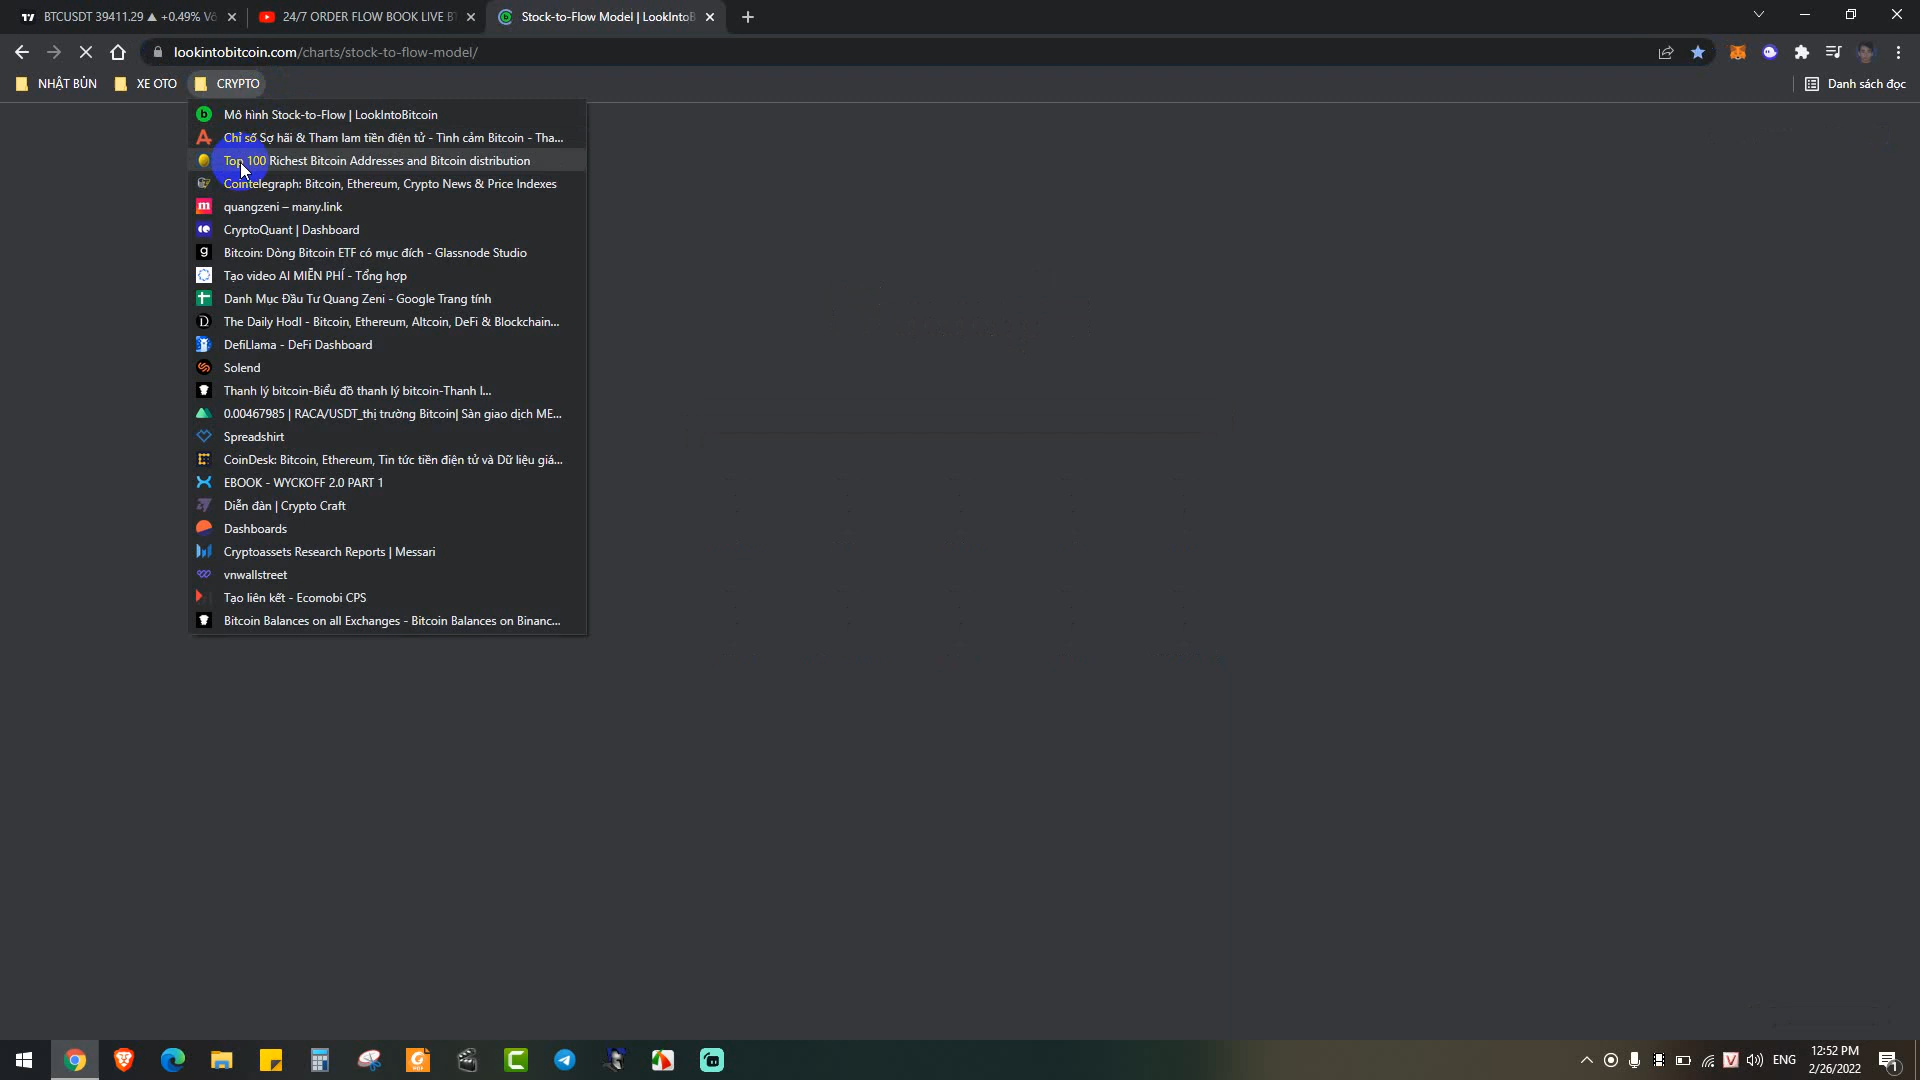 BTCUSDT 39411.29 ▲ +0.49% Vô
24/7 ORDER FLOW BOOK LIVE BT
Stock-to-Flow Model | LookIntoB
lookintobitcoin.com/charts/stock-to-flow-model/
NHẬT BỦN
XE OTO
CRYPTO
Danh sách đọc
Mô hình Stock-to-Flow | LookIntoBitcoin
Chỉ số Sợ hãi & Tham lam tiền điện tử - Tình cảm Bitcoin - Tha...
Top 100 Richest Bitcoin Addresses and Bitcoin distribution
Cointelegraph: Bitcoin, Ethereum, Crypto News & Price Indexes
quangzeni – many.link
CryptoQuant | Dashboard
Bitcoin: Dòng Bitcoin ETF có mục đích - Glassnode Studio
Tạo video AI MIỄN PHÍ - Tổng hợp
Danh Mục Đầu Tư Quang Zeni - Google Trang tính
The Daily Hodl - Bitcoin, Ethereum, Altcoin, DeFi & Blockchain...
DefiLlama - DeFi Dashboard
Solend
Thanh lý bitcoin-Biểu đồ thanh lý bitcoin-Thanh l...
0.00467985 | RACA/USDT_thị trường Bitcoin| Sàn giao dịch ME...
Spreadshirt
CoinDesk: Bitcoin, Ethereum, Tin tức tiền điện tử và Dữ liệu giá...
EBOOK - WYCKOFF 2.0 PART 1
Diễn đàn | Crypto Craft
Dashboards
Cryptoassets Research Reports | Messari
vnwallstreet
Tạo liên kết - Ecomobi CPS
Bitcoin Balances on all Exchanges - Bitcoin Balances on Binanc...
ENG
12:52 PM
2/26/2022
1